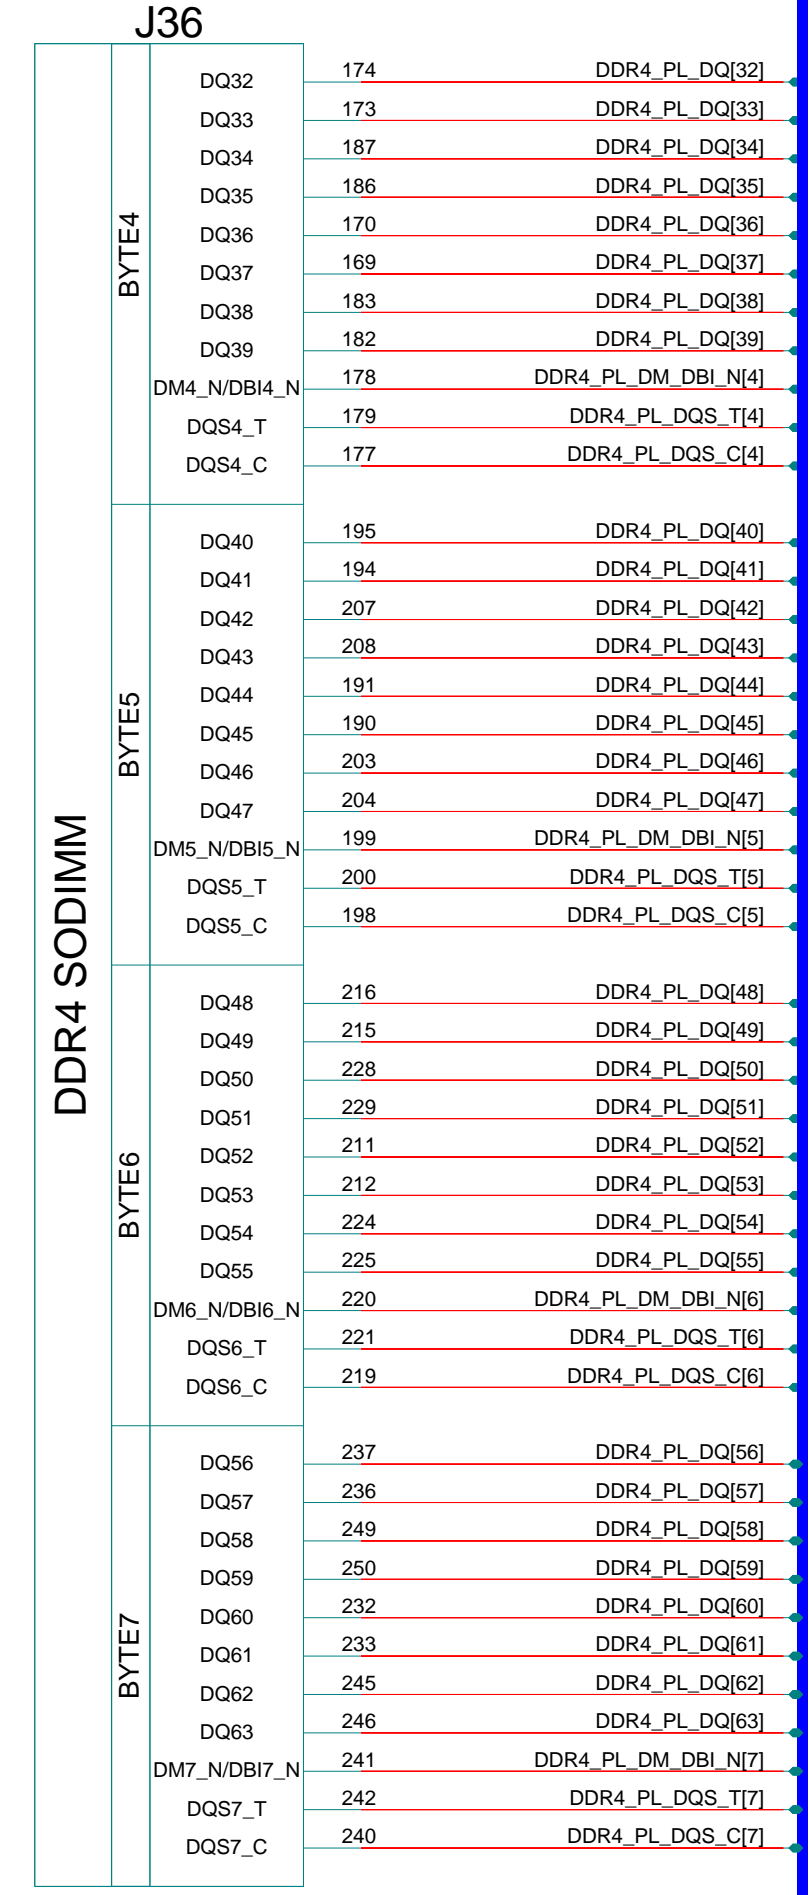 J36
DDR4 SODIMM
BYTE4
DQ32 174 DDR4_PL_DQ[32]
DQ33 173 DDR4_PL_DQ[33]
DQ34 187 DDR4_PL_DQ[34]
DQ35 186 DDR4_PL_DQ[35]
DQ36 170 DDR4_PL_DQ[36]
DQ37 169 DDR4_PL_DQ[37]
DQ38 183 DDR4_PL_DQ[38]
DQ39 182 DDR4_PL_DQ[39]
DM4_N/DBI4_N 178 DDR4_PL_DM_DBI_N[4]
DQS4_T 179 DDR4_PL_DQS_T[4]
DQS4_C 177 DDR4_PL_DQS_C[4]
BYTE5
DQ40 195 DDR4_PL_DQ[40]
DQ41 194 DDR4_PL_DQ[41]
DQ42 207 DDR4_PL_DQ[42]
DQ43 208 DDR4_PL_DQ[43]
DQ44 191 DDR4_PL_DQ[44]
DQ45 190 DDR4_PL_DQ[45]
DQ46 203 DDR4_PL_DQ[46]
DQ47 204 DDR4_PL_DQ[47]
DM5_N/DBI5_N 199 DDR4_PL_DM_DBI_N[5]
DQS5_T 200 DDR4_PL_DQS_T[5]
DQS5_C 198 DDR4_PL_DQS_C[5]
BYTE6
DQ48 216 DDR4_PL_DQ[48]
DQ49 215 DDR4_PL_DQ[49]
DQ50 228 DDR4_PL_DQ[50]
DQ51 229 DDR4_PL_DQ[51]
DQ52 211 DDR4_PL_DQ[52]
DQ53 212 DDR4_PL_DQ[53]
DQ54 224 DDR4_PL_DQ[54]
DQ55 225 DDR4_PL_DQ[55]
DM6_N/DBI6_N 220 DDR4_PL_DM_DBI_N[6]
DQS6_T 221 DDR4_PL_DQS_T[6]
DQS6_C 219 DDR4_PL_DQS_C[6]
BYTE7
DQ56 237 DDR4_PL_DQ[56]
DQ57 236 DDR4_PL_DQ[57]
DQ58 249 DDR4_PL_DQ[58]
DQ59 250 DDR4_PL_DQ[59]
DQ60 232 DDR4_PL_DQ[60]
DQ61 233 DDR4_PL_DQ[61]
DQ62 245 DDR4_PL_DQ[62]
DQ63 246 DDR4_PL_DQ[63]
DM7_N/DBI7_N 241 DDR4_PL_DM_DBI_N[7]
DQS7_T 242 DDR4_PL_DQS_T[7]
DQS7_C 240 DDR4_PL_DQS_C[7]